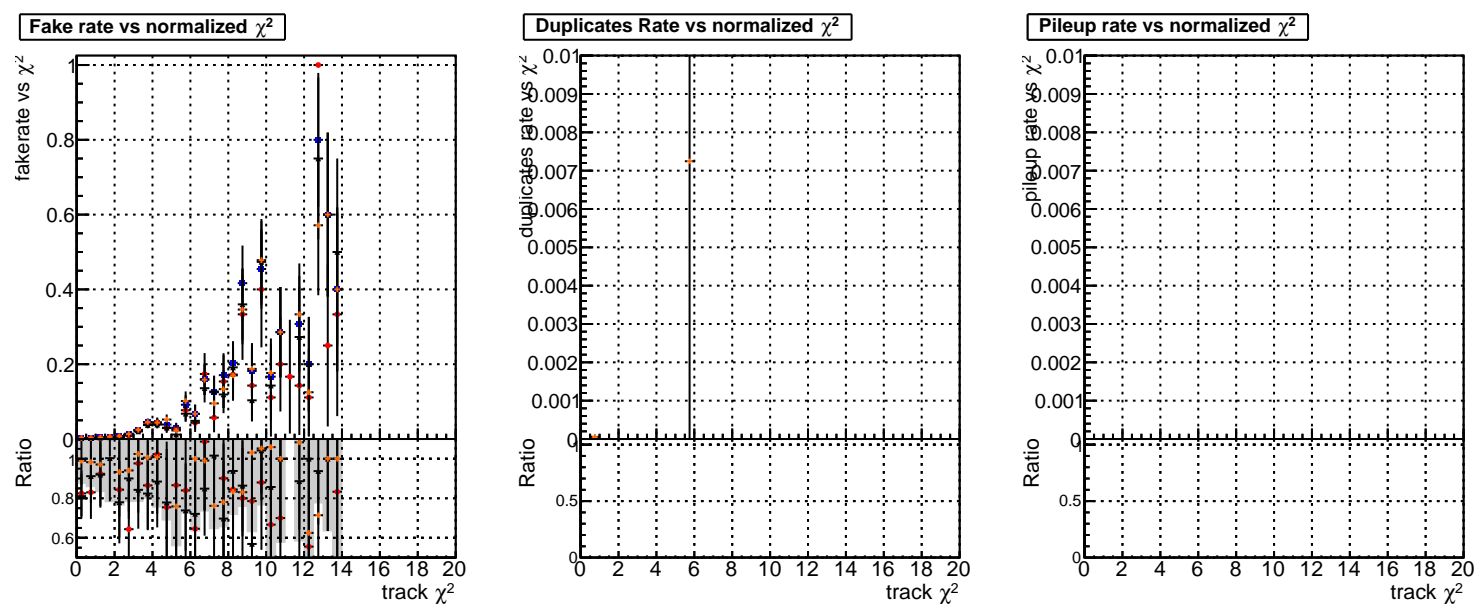 Fake rate vs normalized χ²
fakerate vs χ²
1
0.8
0.6
0.4
0.2
0
Ratio
1
0.8
0.6
0 2 4 6 8 10 12 14 16 18 20
track χ²
Duplicates Rate vs normalized χ²
duplicates rate vs χ²
0.01
0.009
0.008
0.007
0.006
0.005
0.004
0.003
0.002
0.001
0
Ratio
1
0.5
0
0 2 4 6 8 10 12 14 16 18 20
track χ²
Pileup rate vs normalized χ²
pileup rate vs χ²
0.01
0.009
0.008
0.007
0.006
0.005
0.004
0.003
0.002
0.001
0
Ratio
1
0.5
0
0 2 4 6 8 10 12 14 16 18 20
track χ²